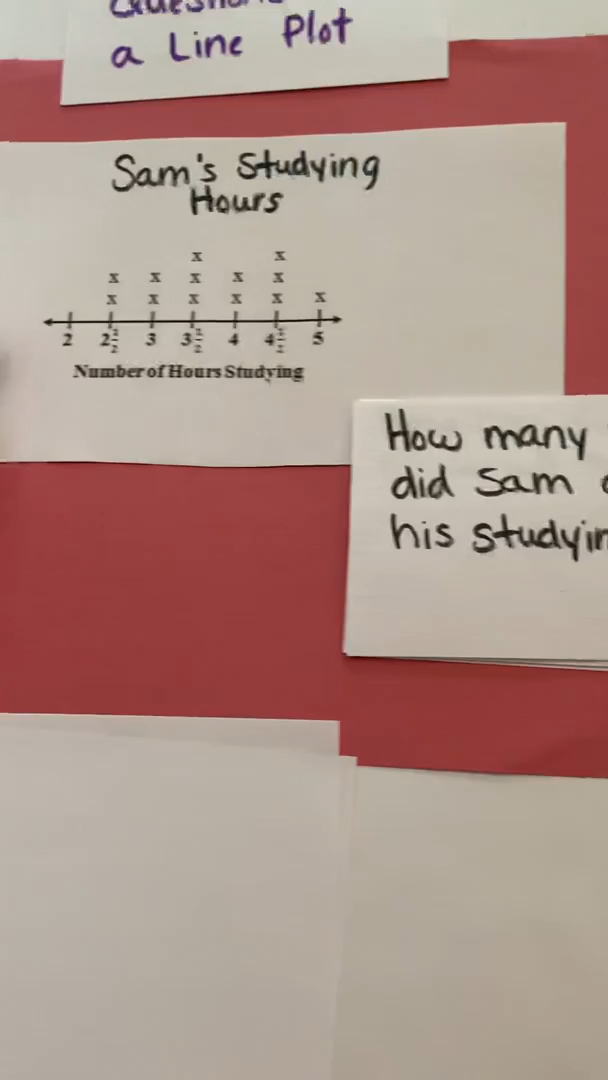 a Line Plot
Sam's Studying
Hours
x x
x x x x x
x x x x x x
2 2½ 3 3½ 4 4½ 5
Number of Hours Studying
How many
did Sam
his